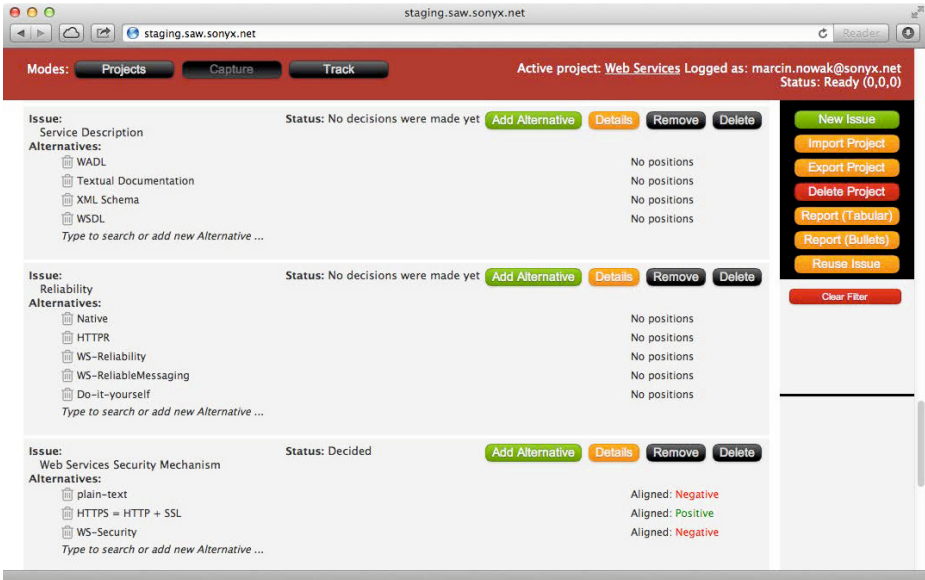 staging.saw.sonyx.net
staging.saw.sonyx.net Reader
Modes: Projects Capture Track Active project: Web Services Logged as: marcin.nowak@sonyx.net
Status: Ready (0,0,0)
Issue: Status: No decisions were made yet Add Alternative Details Remove Delete
Service Description
Alternatives:
WADL No positions
Textual Documentation No positions
XML Schema No positions
WSDL No positions
Type to search or add new Alternative ...
New Issue
Import Project
Export Project
Delete Project
Report (Tabular)
Report (Bullets)
Reuse Issue
Clear Filter
Issue: Status: No decisions were made yet Add Alternative Details Remove Delete
Reliability
Alternatives:
Native No positions
HTTPR No positions
WS-Reliability No positions
WS-ReliableMessaging No positions
Do-it-yourself No positions
Type to search or add new Alternative ...
Issue: Status: Decided Add Alternative Details Remove Delete
Web Services Security Mechanism
Alternatives:
plain-text Aligned: Negative
HTTPS = HTTP + SSL Aligned: Positive
WS-Security Aligned: Negative
Type to search or add new Alternative ...